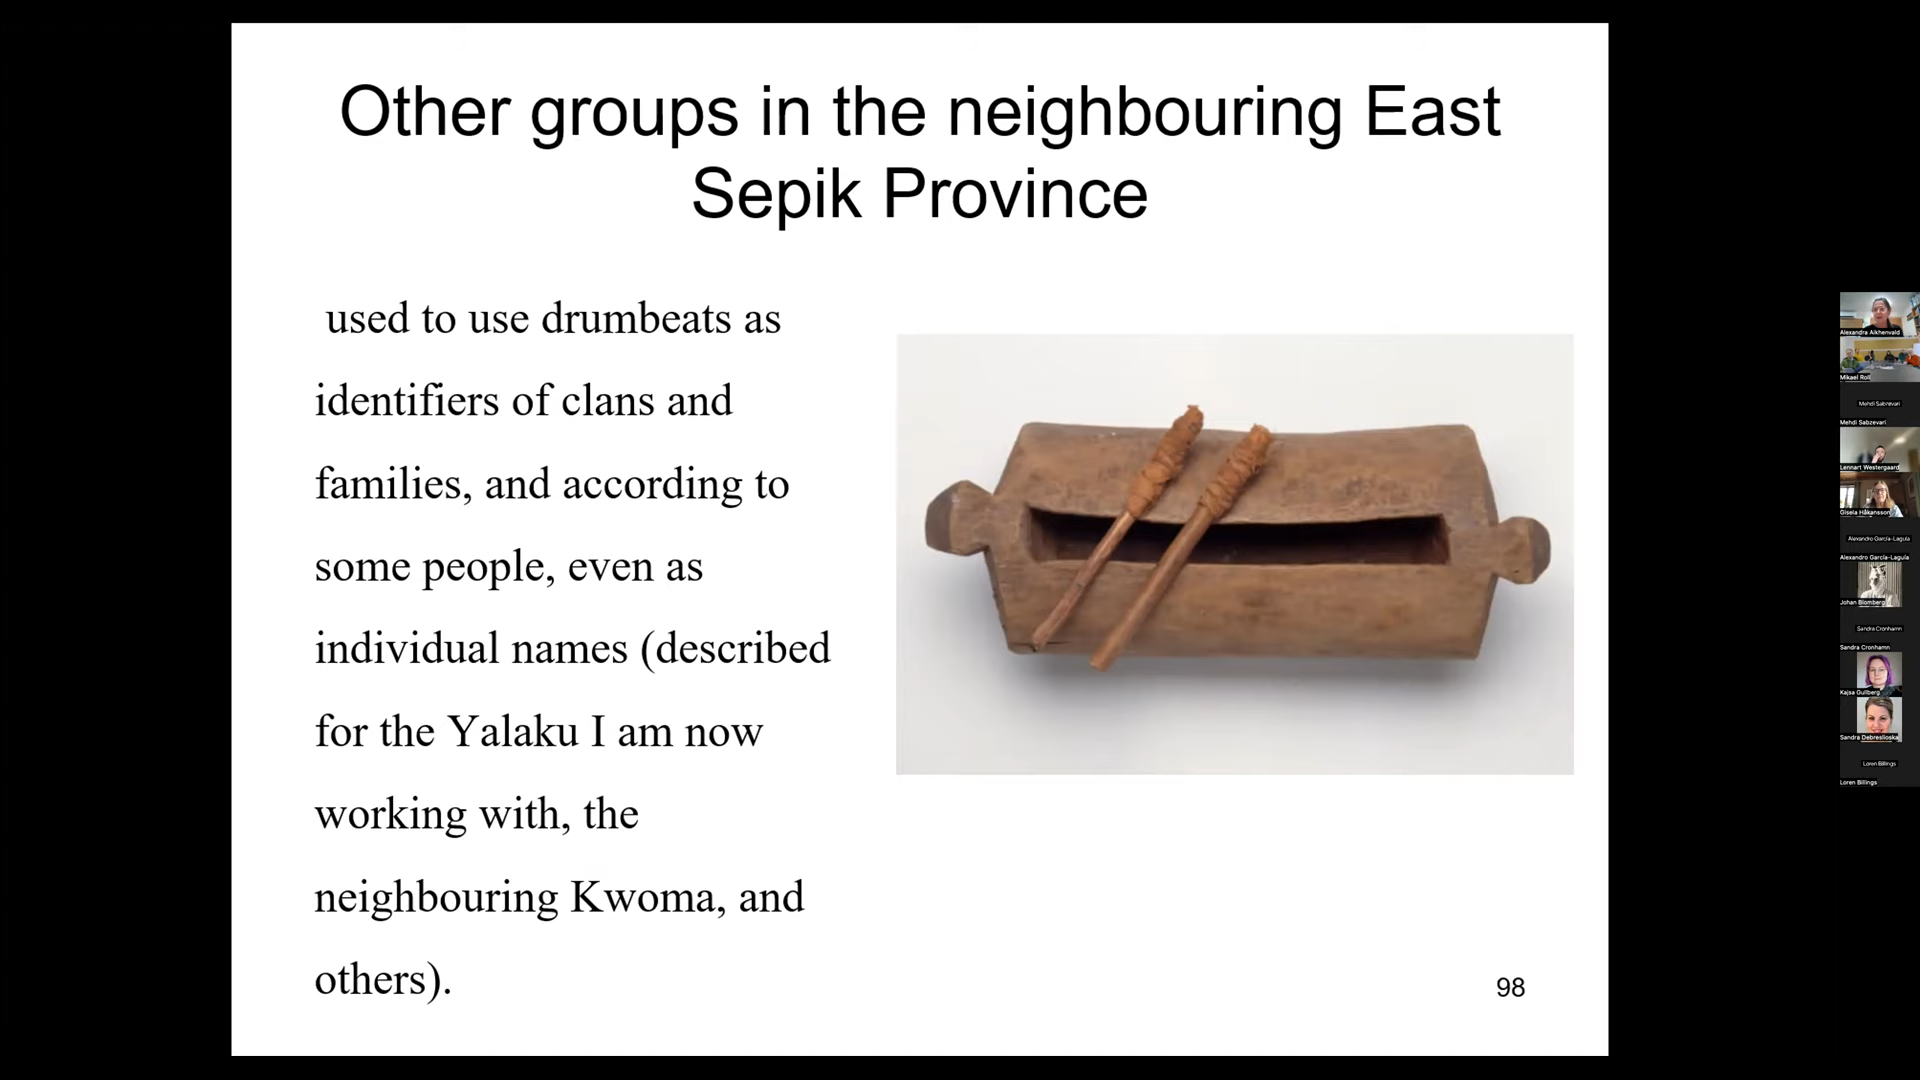 Other groups in the neighbouring East
Sepik Province
used to use drumbeats as
identifiers of clans and
families, and according to
some people, even as
individual names (described
for the Yalaku I am now
working with, the
neighbouring Kwoma, and
others).
98
Alexandra Aikhenvald
Mikael Roll
Mehdi Sabzevari
Mehdi Sabzevari
Lennart Westergaard
Gisela Håkansson
Alexandro García-Laguía
Alexandro García-Laguía
Johan Blomberg
Sandra Cronhamn
Sandra Cronhamn
Kajsa Gullberg
Sandra Debreslioska
Loren Billings
Loren Billings